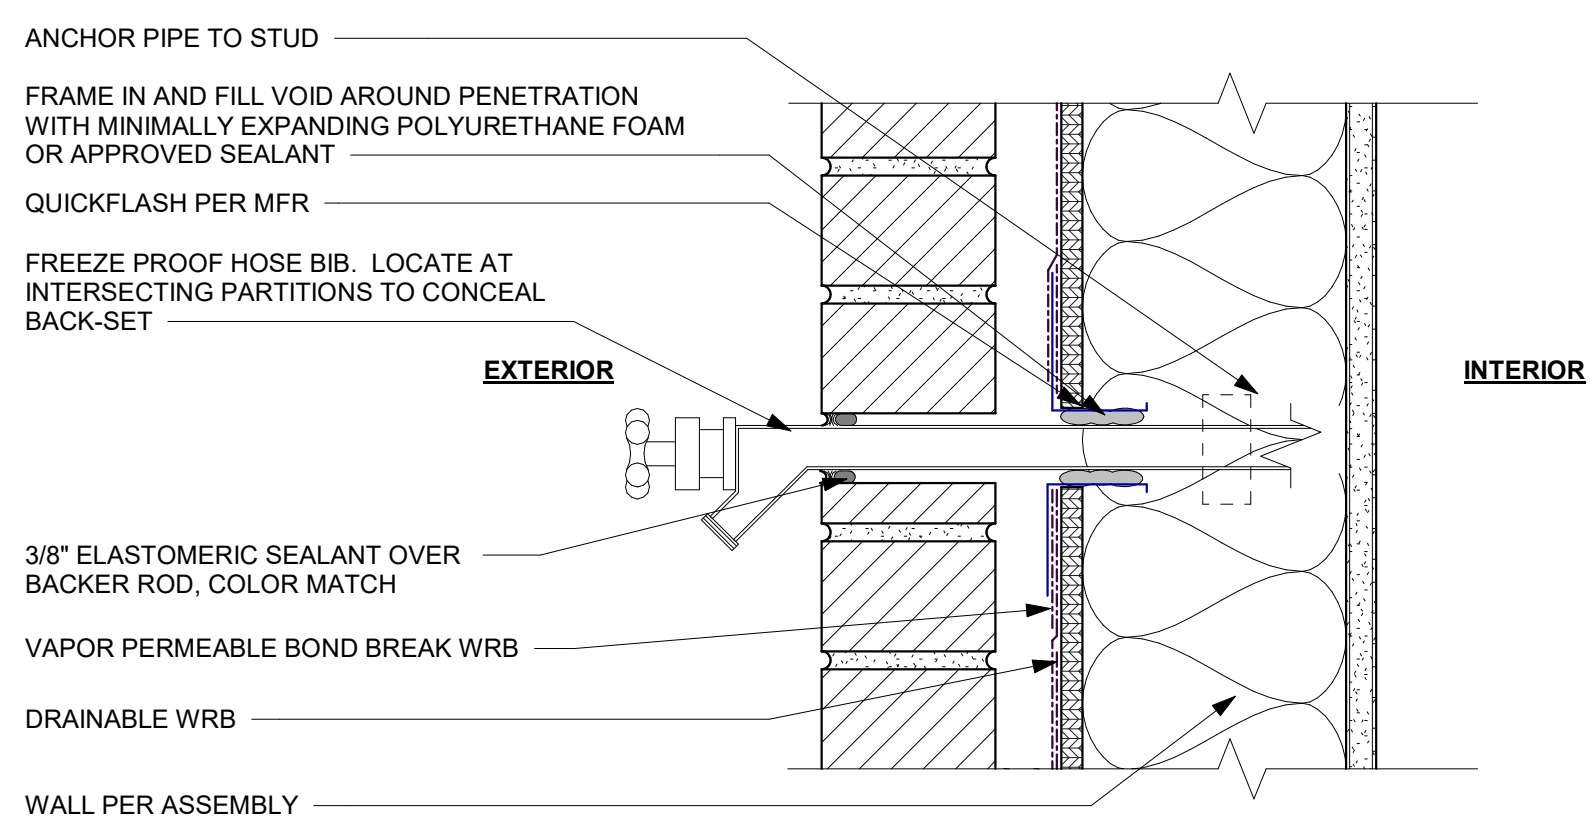 ANCHOR PIPE TO STUD
FRAME IN AND FILL VOID AROUND PENETRATION
WITH MINIMALLY EXPANDING POLYURETHANE FOAM
OR APPROVED SEALANT
QUICKFLASH PER MFR
FREEZE PROOF HOSE BIB.  LOCATE AT
INTERSECTING PARTITIONS TO CONCEAL
BACK-SET
EXTERIOR
INTERIOR
3/8" ELASTOMERIC SEALANT OVER
BACKER ROD, COLOR MATCH
VAPOR PERMEABLE BOND BREAK WRB
DRAINABLE WRB
WALL PER ASSEMBLY